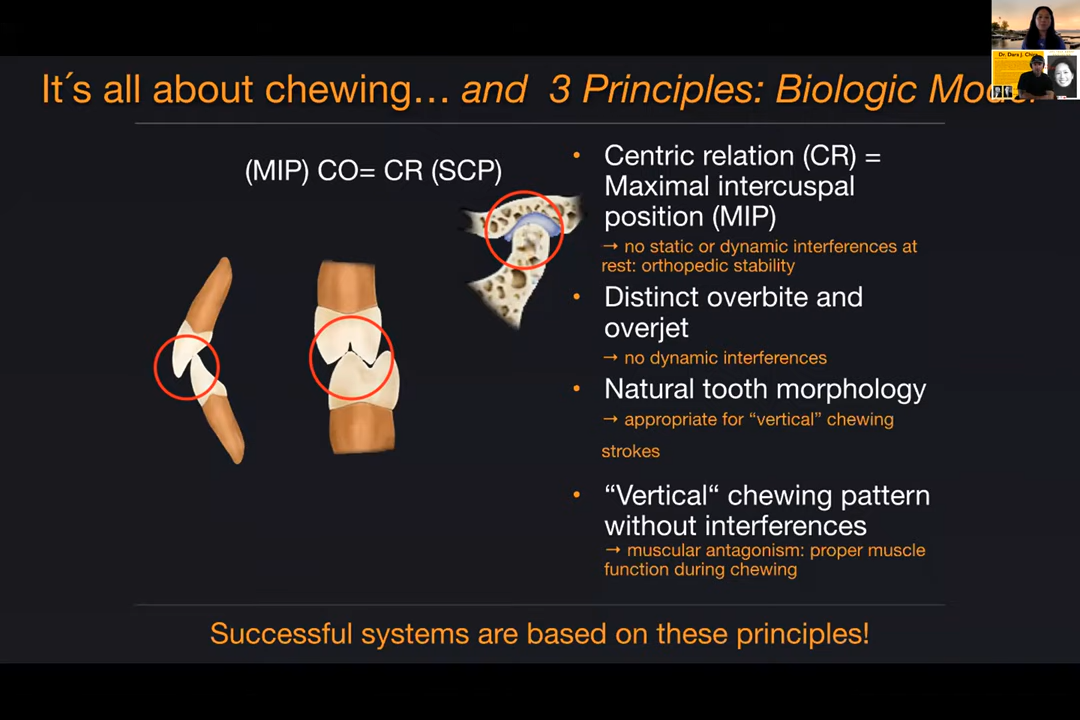 It´s all about chewing… and 3 Principles: Biologic
(MIP) CO= CR (SCP)
• Centric relation (CR) =
Maximal intercuspal
position (MIP)
→ no static or dynamic interferences at
rest: orthopedic stability
• Distinct overbite and
overjet
→ no dynamic interferences
• Natural tooth morphology
→ appropriate for “vertical” chewing
strokes
• “Vertical“ chewing pattern
without interferences
→ muscular antagonism: proper muscle
function during chewing
Successful systems are based on these principles!